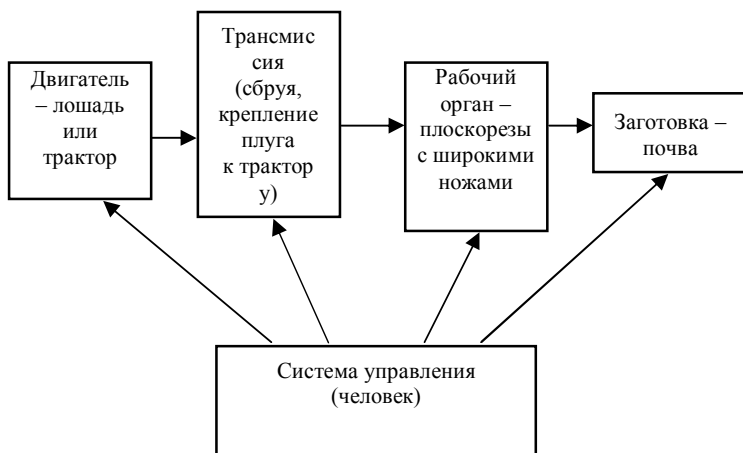 Двигатель
– лошадь
или
трактор
Трансмис
сия
(сбруя,
крепление
плуга
к трактор
у)
Рабочий
орган –
плоскорезы
с широкими
ножами
Заготовка –
почва
Система управления
(человек)